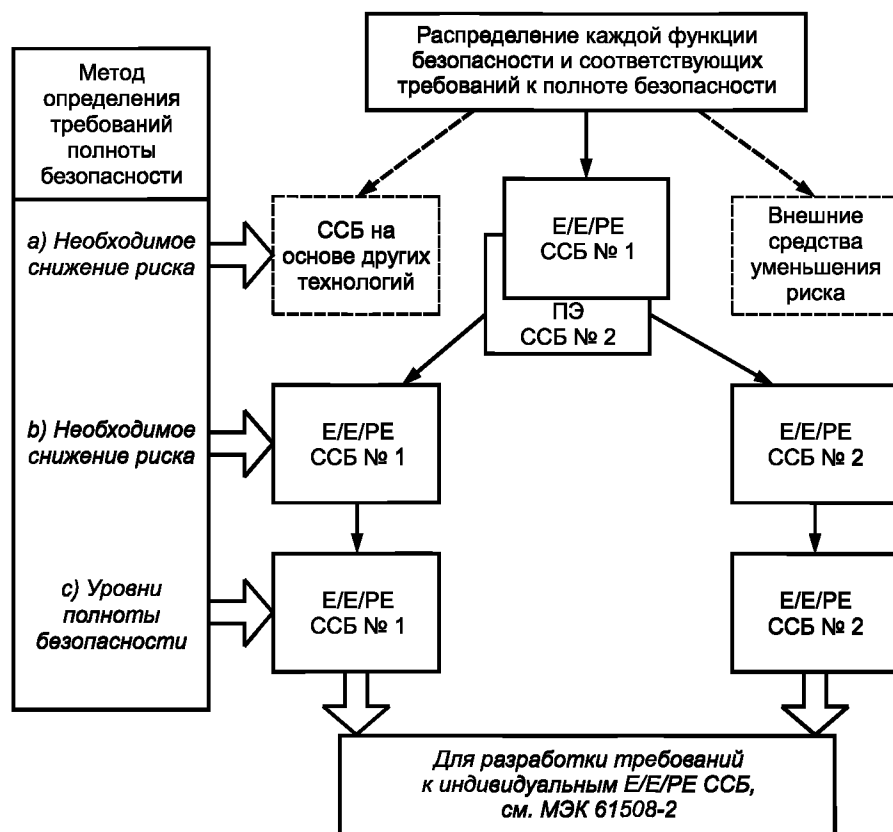 Распределение каждой функции
безопасности и соответствующих
требований к полноте безопасности
Метод
определения
требований
полноты
безопасности
a) Необходимое
снижение риска
ССБ на
основе других
технологий
E/E/PE
ССБ № 1
ПЭ
ССБ № 2
Внешние
средства
уменьшения
риска
b) Необходимое
снижение риска
E/E/PE
ССБ № 1
E/E/PE
ССБ № 2
c) Уровни
полноты
безопасности
E/E/PE
ССБ № 1
E/E/PE
ССБ № 2
Для разработки требований
к индивидуальным E/E/PE ССБ,
см. МЭК 61508-2